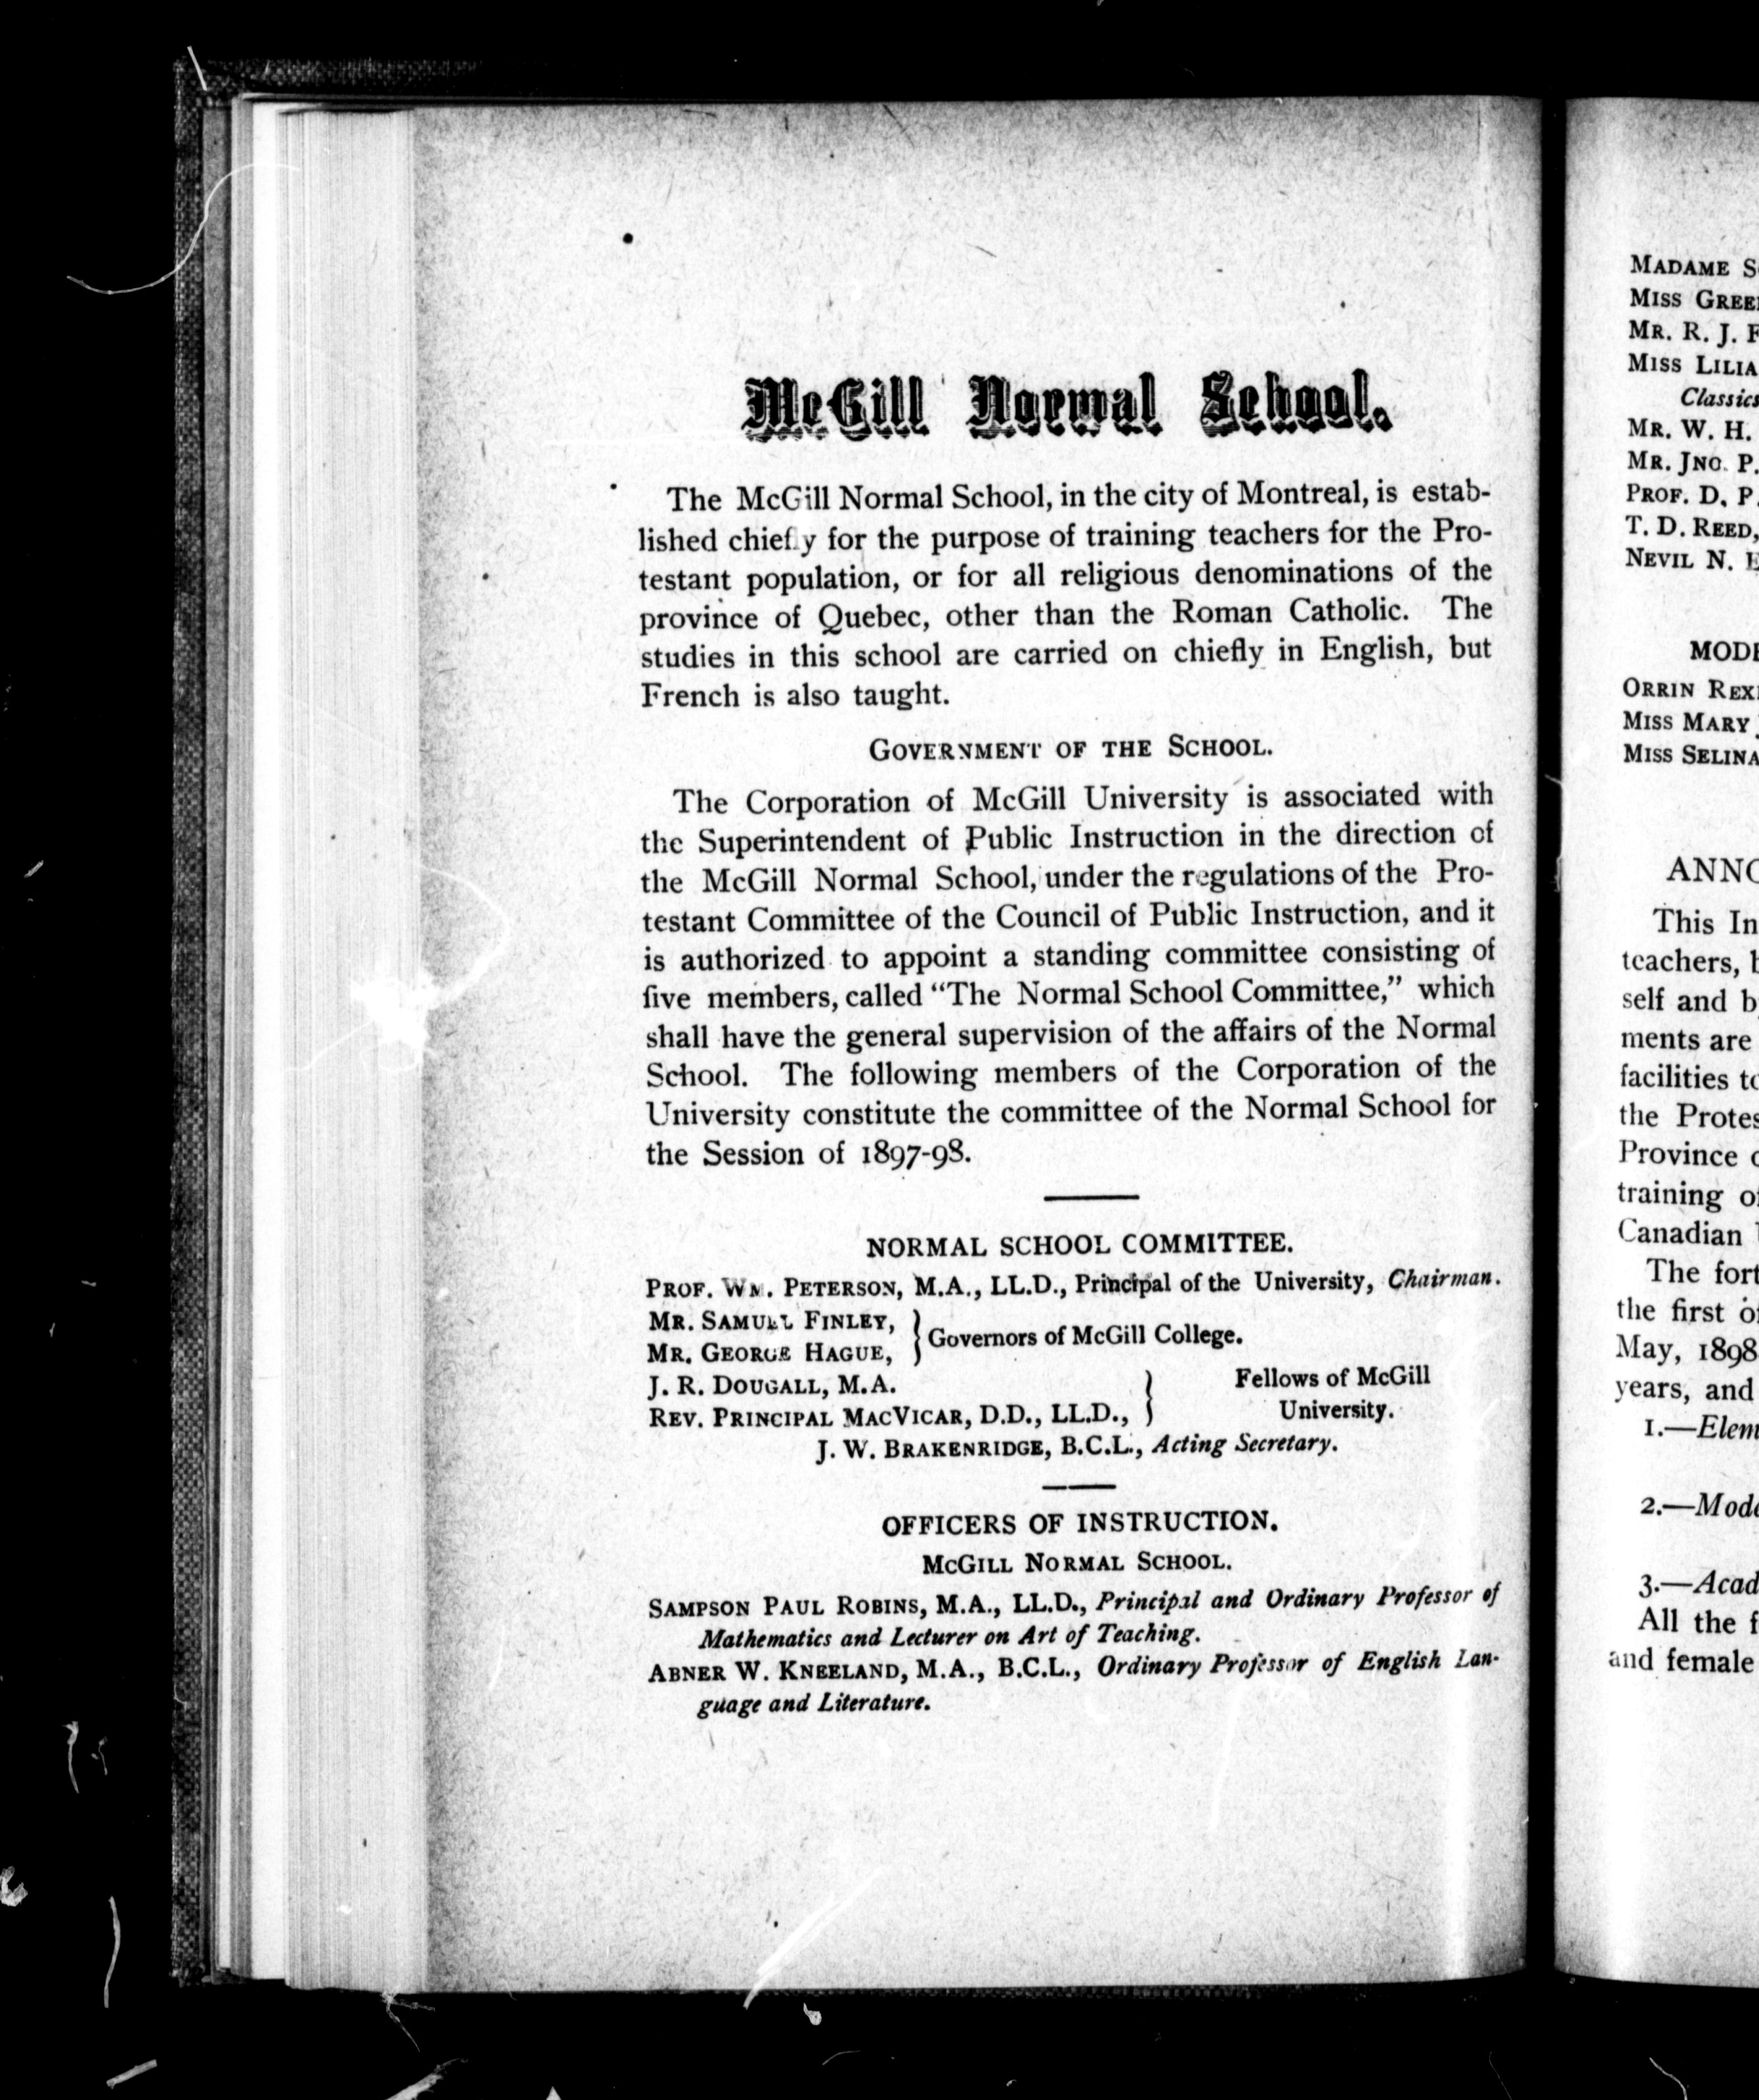 McGill Normal School.
The McGill Normal School, in the city of Montreal, is estab-
lished chiefly for the purpose of training teachers for the Pro-
testant population, or for all religious denominations of the
province of Quebec, other than the Roman Catholic. The
studies in this school are carried on chiefly in English, but
French is also taught.
GOVERNMENT OF THE SCHOOL.
The Corporation of McGill University is associated with
the Superintendent of Public Instruction in the direction of
the McGill Normal School, under the regulations of the Pro-
testant Committee of the Council of Public Instruction, and it
is authorized to appoint a standing committee consisting of
five members, called "The Normal School Committee," which
shall have the general supervision of the affairs of the Normal
School. The following members of the Corporation of the
University constitute the committee of the Normal School for
the Session of 1897-98.
NORMAL SCHOOL COMMITTEE.
PROF. WM. PETERSON, M.A., LL.D., Principal of the University, Chairman.
MR. SAMUEL FINLEY,
MR. GEORGE HAGUE, } Governors of McGill College.
J. R. DOUGALL, M.A.
REV. PRINCIPAL MACVICAR, D.D., LL.D., } Fellows of McGill
University.
J. W. BRAKENRIDGE, B.C.L., Acting Secretary.
OFFICERS OF INSTRUCTION.
MCGILL NORMAL SCHOOL.
SAMPSON PAUL ROBINS, M.A., LL.D., Principal and Ordinary Professor of
Mathematics and Lecturer on Art of Teaching.
ABNER W. KNEELAND, M.A., B.C.L., Ordinary Professor of English Lan-
guage and Literature.
MADAME
MISS
MR. R. J.
MISS
Classics
MR. W. H.
MR. JNO. P.
PROF. D. P.
T. D. REED,
NEVIL N.
ORRIN
MISS MARY
MISS SELINA
This
teachers,
self and
ments are
facilities
the
Province
training
Canadian
The
the first
May, 1898
years, and
1.—
2.—
3.—
All the
and female